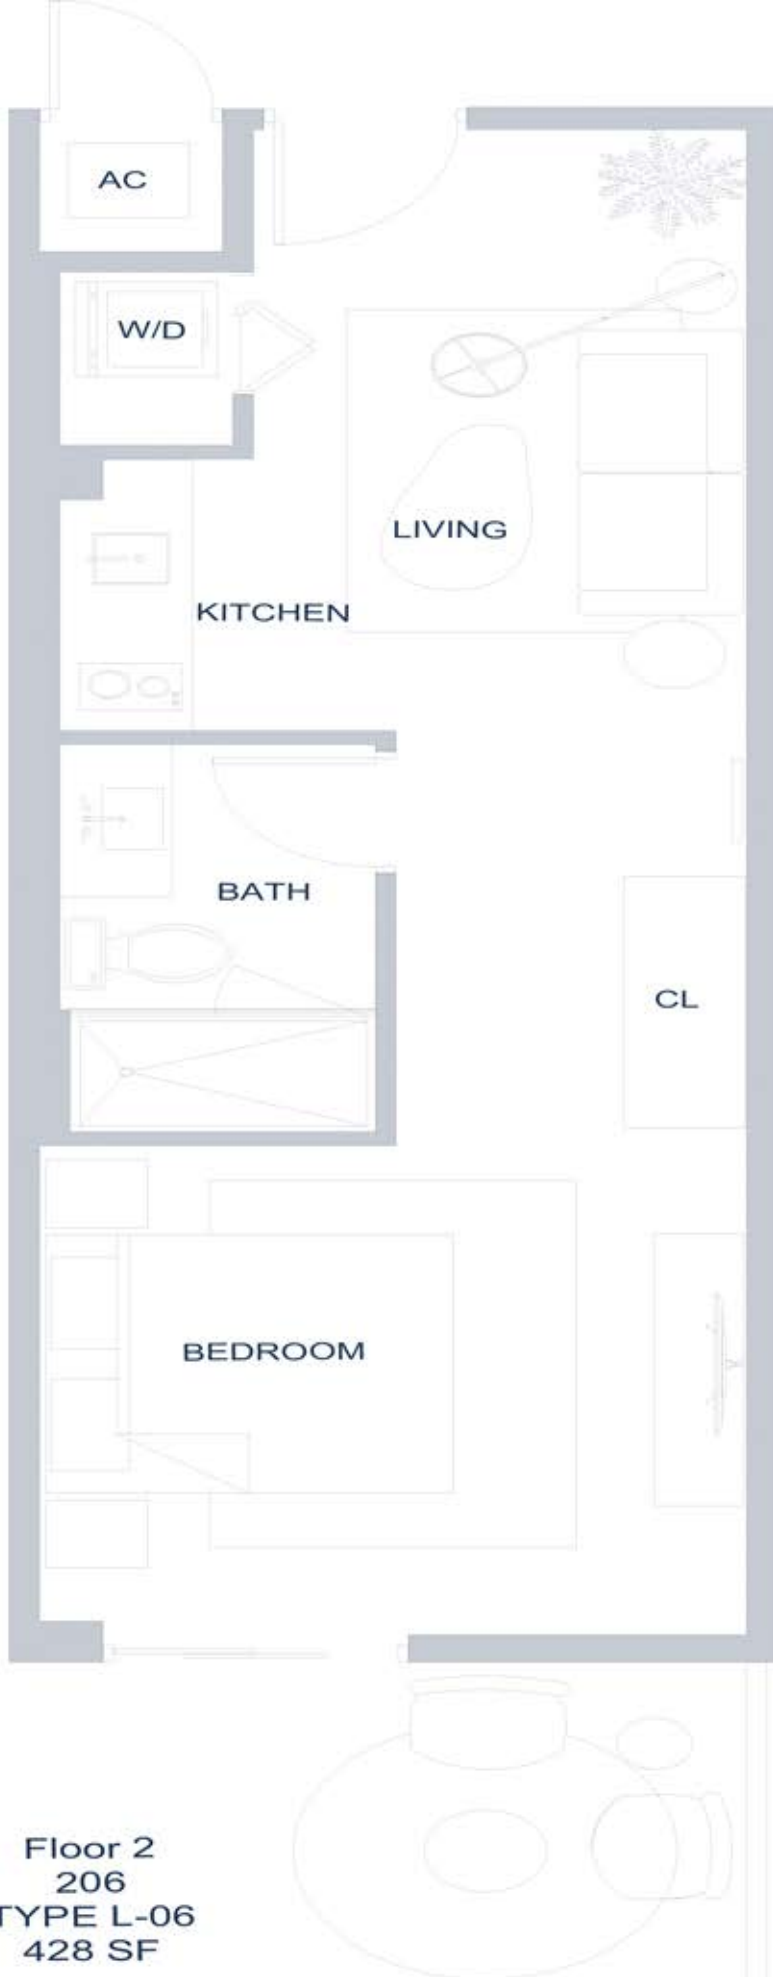 AC
W/D
LIVING
KITCHEN
BATH
CL
BEDROOM
Floor 2
206
TYPE L-06
428 SF